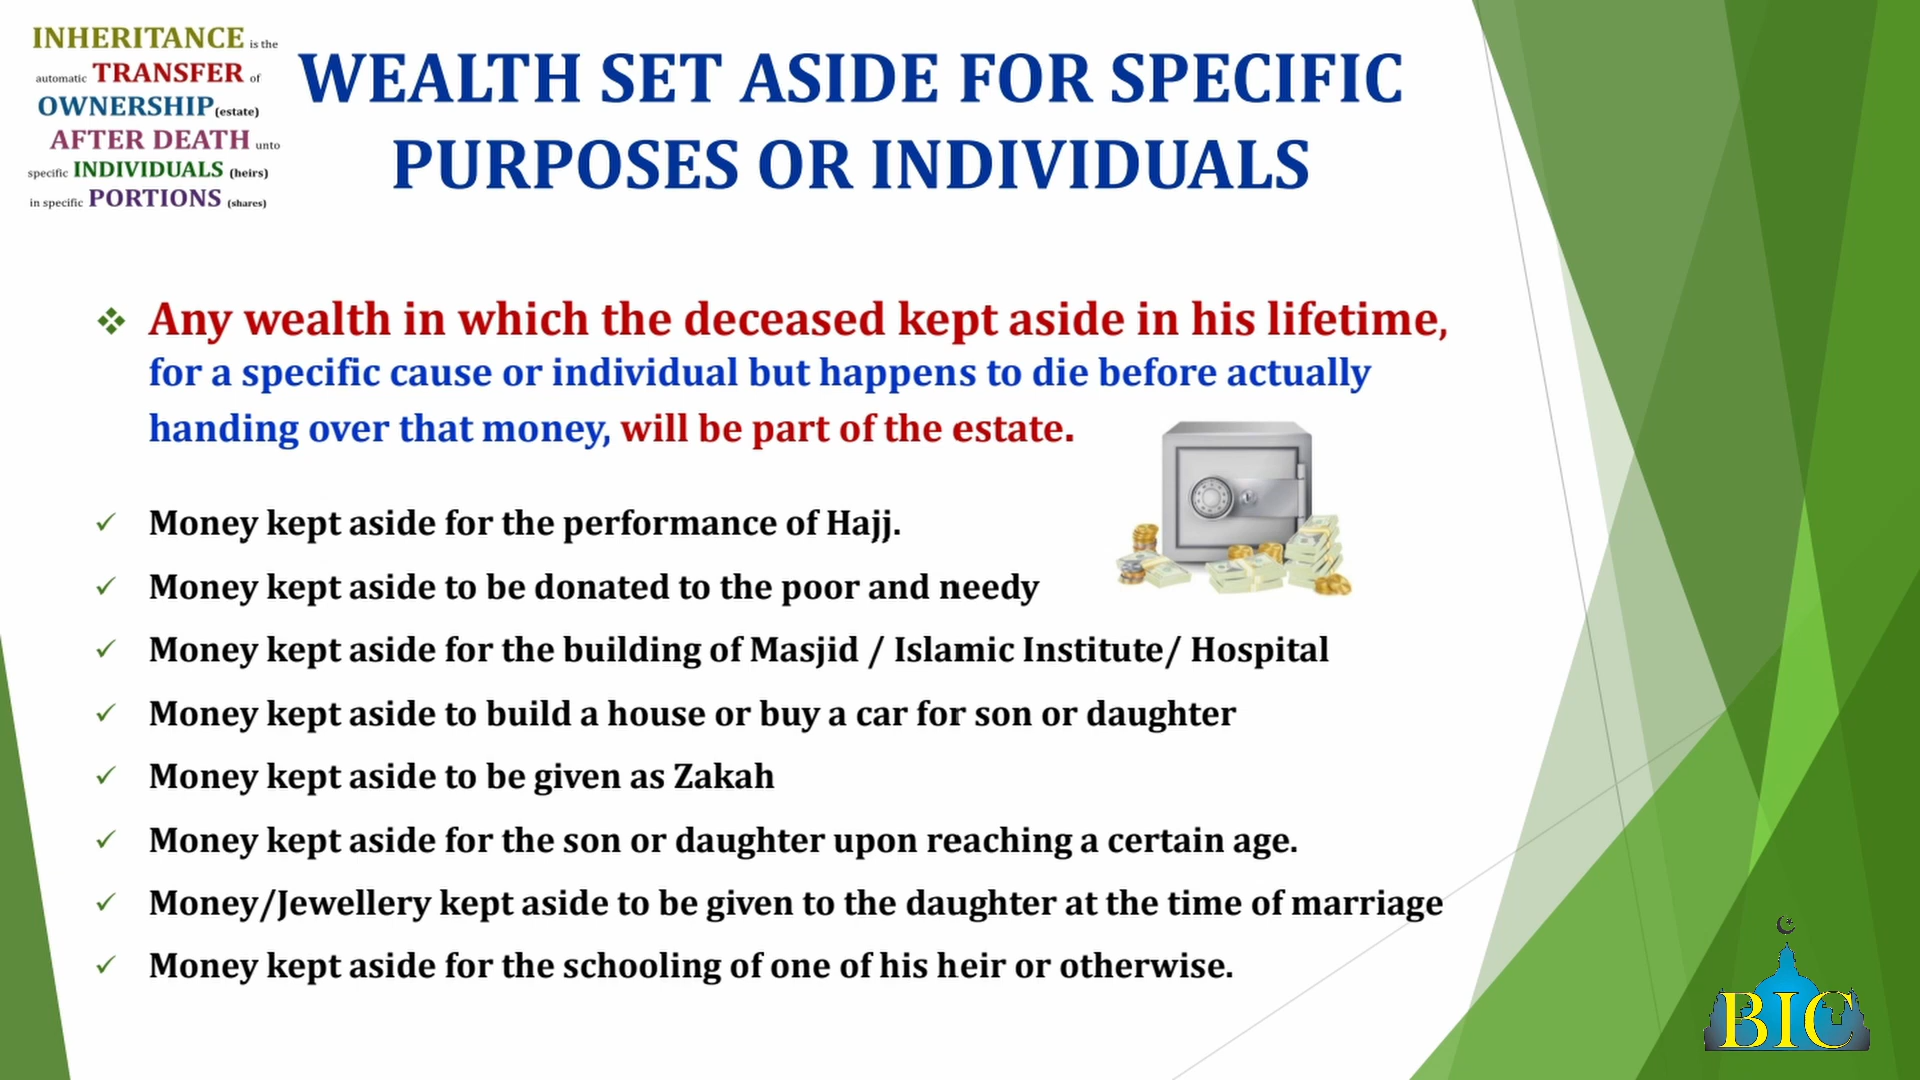 INHERITANCE is the
automatic TRANSFER of
OWNERSHIP(estate)
AFTER DEATH unto
specific INDIVIDUALS (heirs)
in specific PORTIONS (shares)
WEALTH SET ASIDE FOR SPECIFIC
PURPOSES OR INDIVIDUALS
Any wealth in which the deceased kept aside in his lifetime,
for a specific cause or individual but happens to die before actually
handing over that money, will be part of the estate.
Money kept aside for the performance of Hajj.
Money kept aside to be donated to the poor and needy
Money kept aside for the building of Masjid / Islamic Institute/ Hospital
Money kept aside to build a house or buy a car for son or daughter
Money kept aside to be given as Zakah
Money kept aside for the son or daughter upon reaching a certain age.
Money/Jewellery kept aside to be given to the daughter at the time of marriage
Money kept aside for the schooling of one of his heir or otherwise.
BIC